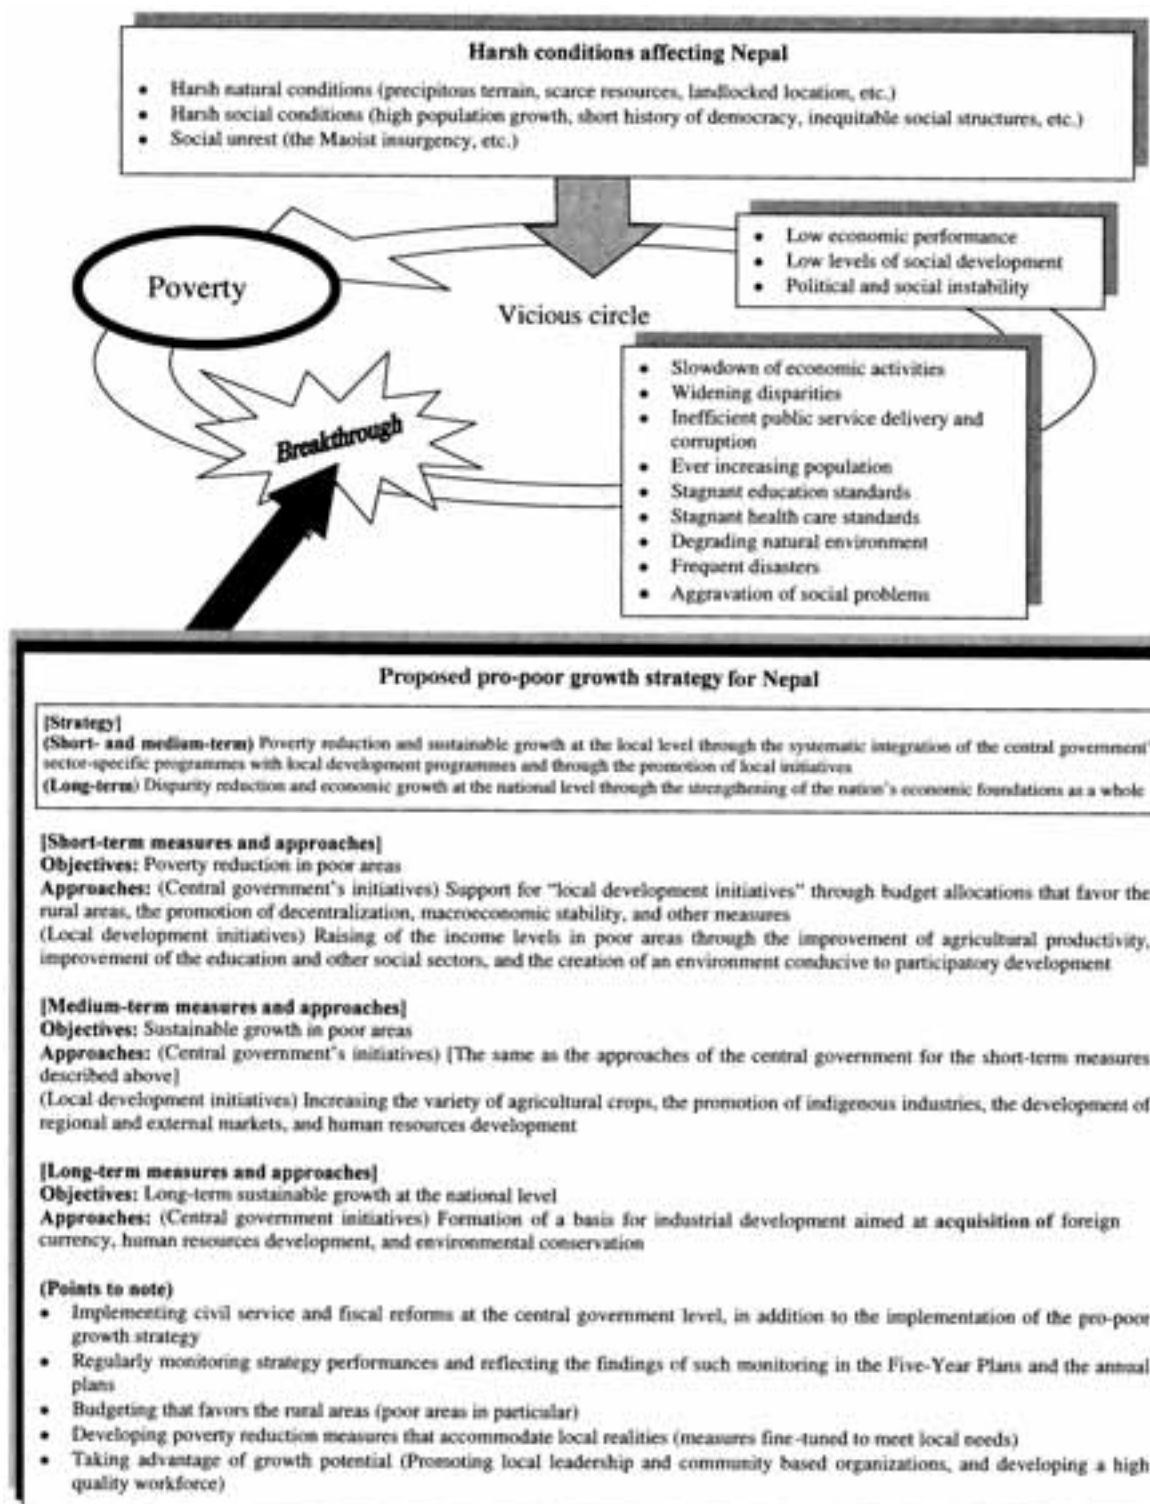 Harsh conditions affecting Nepal
• Harsh natural conditions (precipitous terrain, scarce resources, landlocked location, etc.)
• Harsh social conditions (high population growth, short history of democracy, inequitable social structures, etc.)
• Social unrest (the Maoist insurgency, etc.)
Poverty
• Low economic performance
• Low levels of social development
• Political and social instability
Vicious circle
Breakthrough
• Slowdown of economic activities
• Widening disparities
• Inefficient public service delivery and
corruption
• Ever increasing population
• Stagnant education standards
• Stagnant health care standards
• Degrading natural environment
• Frequent disasters
• Aggravation of social problems
Proposed pro-poor growth strategy for Nepal
[Strategy]
(Short- and medium-term) Poverty reduction and sustainable growth at the local level through the systematic integration of the central government'
sector-specific programmes with local development programmes and through the promotion of local initiatives
(Long-term) Disparity reduction and economic growth at the national level through the strengthening of the nation's economic foundations as a whole
[Short-term measures and approaches]
Objectives: Poverty reduction in poor areas
Approaches: (Central government's initiatives) Support for "local development initiatives" through budget allocations that favor the
rural areas, the promotion of decentralization, macroeconomic stability, and other measures
(Local development initiatives) Raising of the income levels in poor areas through the improvement of agricultural productivity,
improvement of the education and other social sectors, and the creation of an environment conducive to participatory development
[Medium-term measures and approaches]
Objectives: Sustainable growth in poor areas
Approaches: (Central government's initiatives) [The same as the approaches of the central government for the short-term measures
described above]
(Local development initiatives) Increasing the variety of agricultural crops, the promotion of indigenous industries, the development of
regional and external markets, and human resources development
[Long-term measures and approaches]
Objectives: Long-term sustainable growth at the national level
Approaches: (Central government initiatives) Formation of a basis for industrial development aimed at acquisition of foreign
currency, human resources development, and environmental conservation
(Points to note)
• Implementing civil service and fiscal reforms at the central government level, in addition to the implementation of the pro-poor
growth strategy
• Regularly monitoring strategy performances and reflecting the findings of such monitoring in the Five-Year Plans and the annual
plans
• Budgeting that favors the rural areas (poor areas in particular)
• Developing poverty reduction measures that accommodate local realities (measures fine-tuned to meet local needs)
• Taking advantage of growth potential (Promoting local leadership and community based organizations, and developing a high
quality workforce)